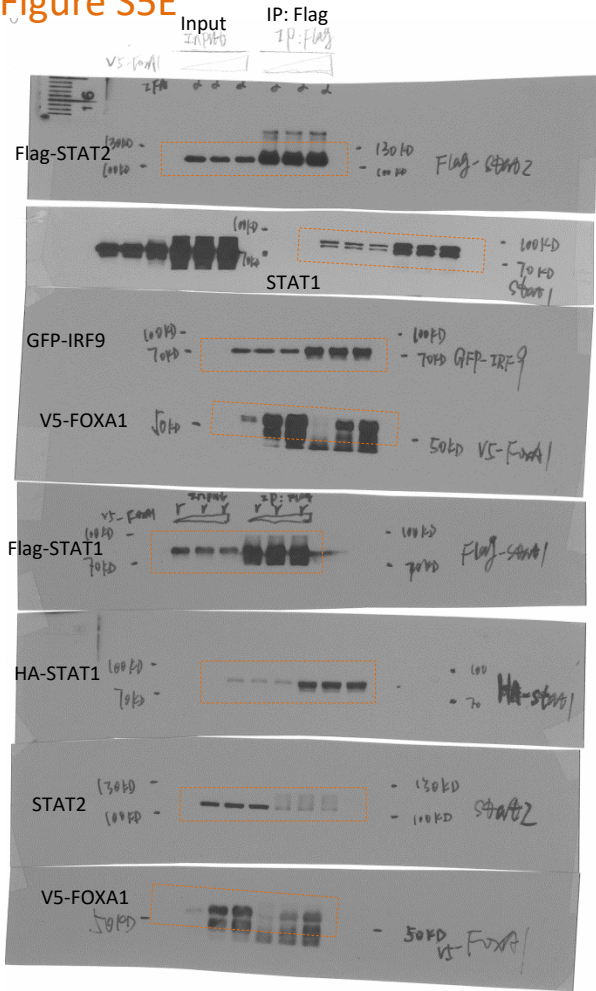 Figure S5E
Input IP: Flag
Input IP: Flag
V5-FoxA1
IFN α α α α α α
Flag-STAT2 130kD - - 130kD Flag-Stat2
100kD - - 100kD
100kD - - 100kD
70kD - - 70kD
STAT1 Stat1
GFP-IRF9 100kD - - 100kD
70kD - - 70kD GFP-IRF9
V5-FOXA1 50kD - - 50kD V5-FoxA1
Input IP: Flag
V5-FoxA1 r r r r r r
100kD - - 100kD
Flag-STAT1 70kD - - 70kD Flag-Stat1
HA-STAT1 100kD - - 100
70kD - - 70 HA-Stat1
STAT2 130kD - - 130kD Stat2
100kD - - 100kD
V5-FOXA1 50kD - - 50kD V5-FoxA1